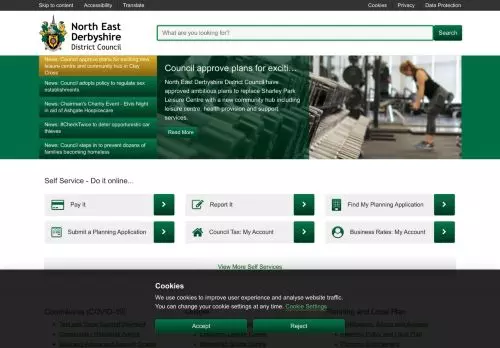 Skip to content Accessibility Translate Cookies Privacy Data Protection
North East
Derbyshire
District Council
What are you looking for?
Search
News: Council approve plans for exciting new
leisure centre and community hub in Clay
Cross
News: Council adopts policy to regulate sex
establishments
News: Chairman's Charity Event - Elvis Night
in aid of Ashgate Hospicecare
News: #CheckTwice to deter opportunistic car
thieves
News: Council steps in to prevent dozens of
families becoming homeless
Council approve plans for exciti...
North East Derbyshire District Council have
approved ambitious plans to replace Sharley Park
Leisure Centre with a new community hub including
leisure centre, health provision and support
services.
Read More
Self Service - Do it online...
Pay It
Report It
Find My Planning Application
Submit a Planning Application
Council Tax: My Account
Business Rates: My Account
View More Self Services
Cookies
We use cookies to improve user experience and analyse website traffic.
You can change your cookie settings at any time. Cookie Settings
Accept
Reject
Coronavirus (COVID-19)
and Local Plan